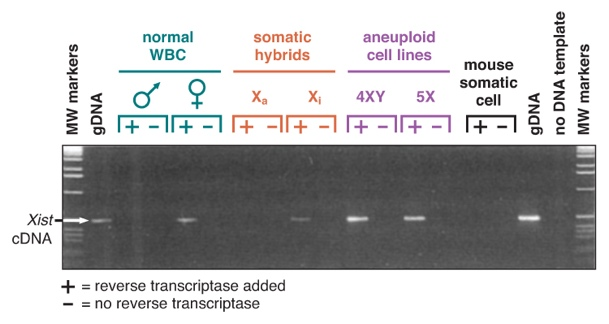 MW markers
gDNA
normal
WBC
♂
♀
somatic
hybrids
Xa
Xi
aneuploid
cell lines
4XY
5X
mouse
somatic
cell
gDNA
no DNA template
MW markers
+ − + − + − + − + − + − + −
Xist
cDNA
+ = reverse transcriptase added
− = no reverse transcriptase